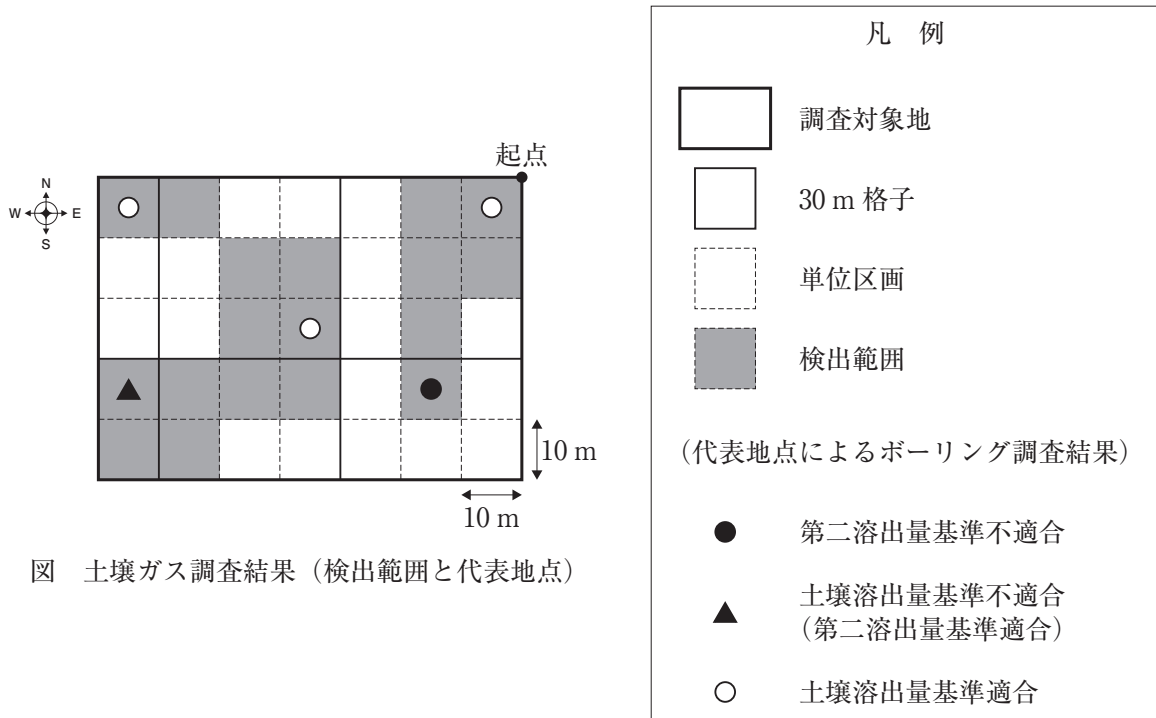 起点
N
W
E
S
10 m
10 m
図 土壌ガス調査結果（検出範囲と代表地点）
凡 例
調査対象地
30 m 格子
単位区画
検出範囲
（代表地点によるボーリング調査結果）
第二溶出量基準不適合
土壌溶出量基準不適合
（第二溶出量基準適合）
土壌溶出量基準適合